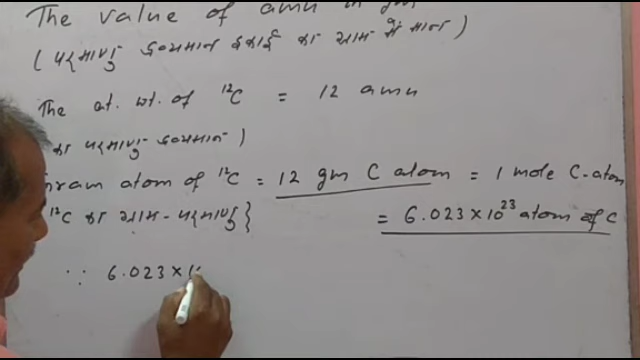 The value of amu in gm
(परमाणु द्रव्यमान इकाई का ग्राम में मान)
The at. wt. of ¹²C = 12 amu
का परमाणु द्रव्यमान)
Gram atom of ¹²C = 12 gm C atom = 1 mole C-atom
¹²C का ग्राम-परमाणु} = 6.023×10²³ atom of C
∵ 6.023×1